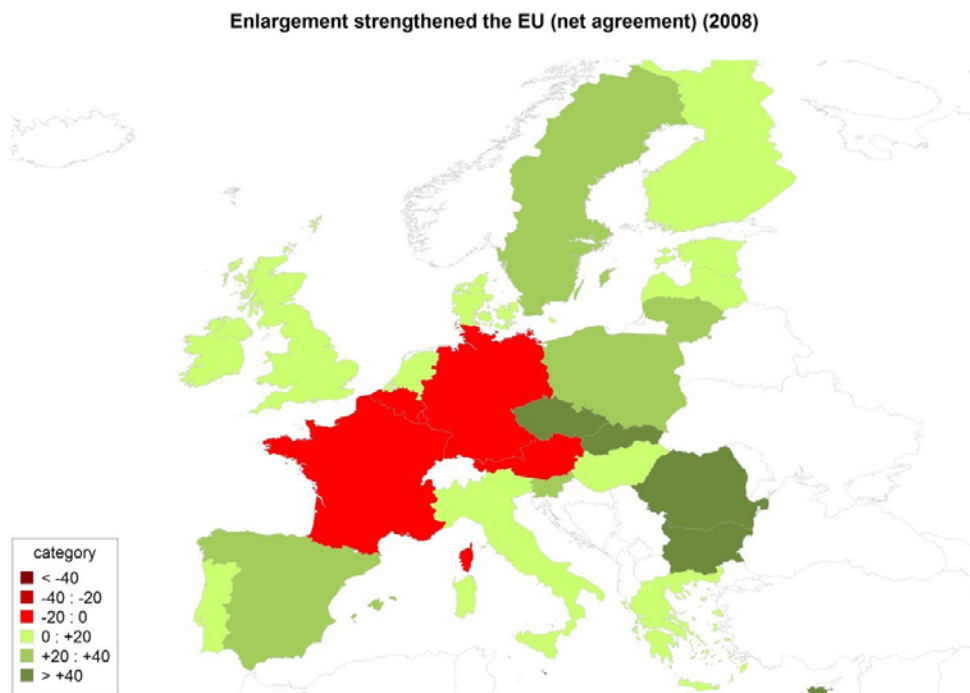 Enlargement strengthened the EU (net agreement) (2008)
category
< -40
-40 : -20
-20 : 0
0 : +20
+20 : +40
> +40